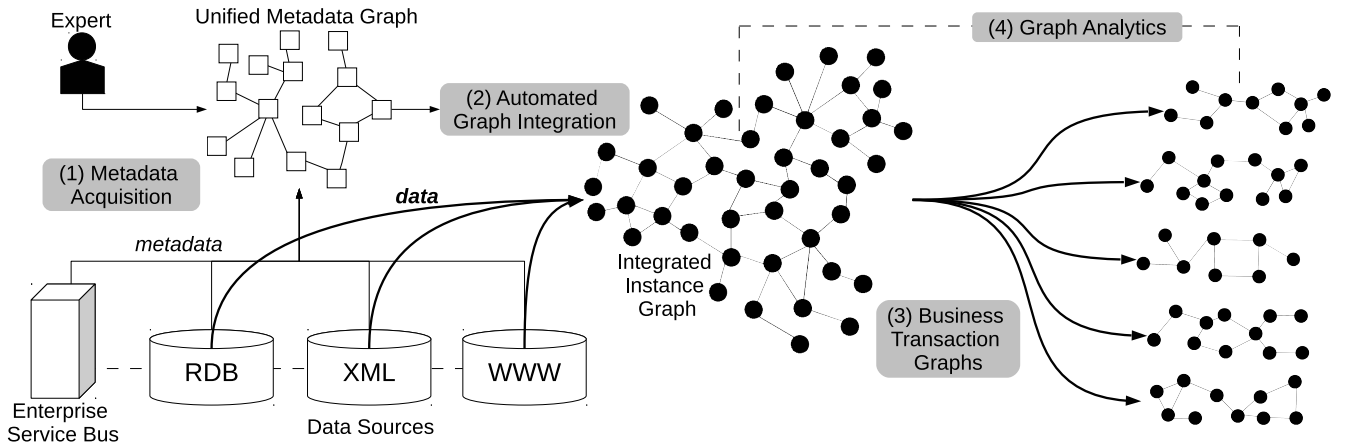 Expert
Unified Metadata Graph
(4) Graph Analytics
(2) Automated
Graph Integration
(1) Metadata
Acquisition
data
metadata
Integrated
Instance
Graph
(3) Business
Transaction
Graphs
RDB
XML
WWW
Enterprise
Service Bus
Data Sources